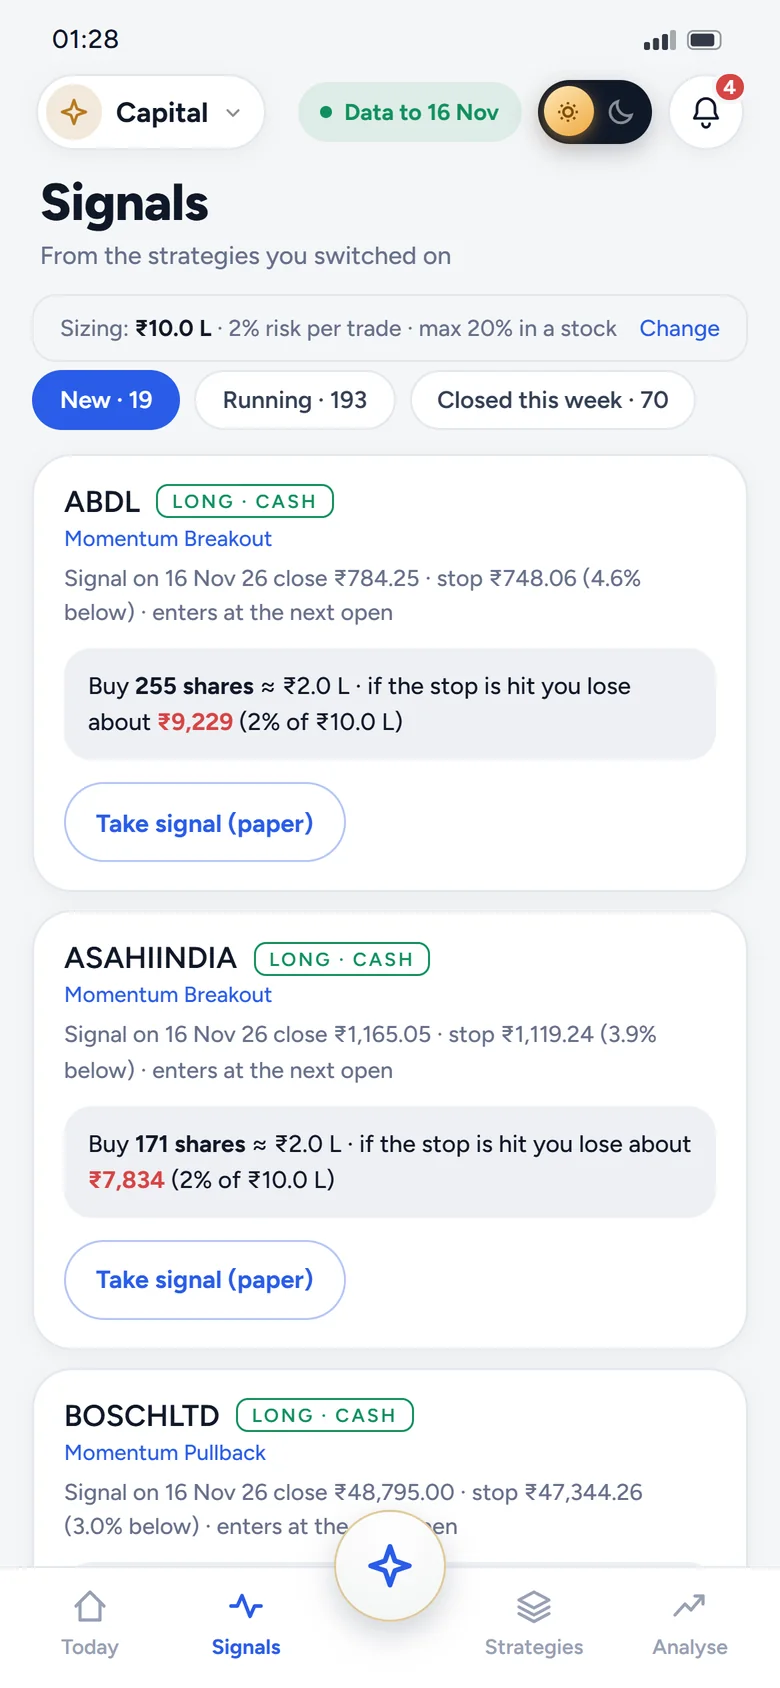 01:28
Capital
Data to 16 Nov
4
Signals
From the strategies you switched on
Sizing: ₹10.0 L · 2% risk per trade · max 20% in a stock Change
New · 19
Running · 193
Closed this week · 70
ABDL LONG · CASH
Momentum Breakout
Signal on 16 Nov 26 close ₹784.25 · stop ₹748.06 (4.6%
below) · enters at the next open
Buy 255 shares ≈ ₹2.0 L · if the stop is hit you lose
about ₹9,229 (2% of ₹10.0 L)
Take signal (paper)
ASAHIINDIA LONG · CASH
Momentum Breakout
Signal on 16 Nov 26 close ₹1,165.05 · stop ₹1,119.24 (3.9%
below) · enters at the next open
Buy 171 shares ≈ ₹2.0 L · if the stop is hit you lose about
₹7,834 (2% of ₹10.0 L)
Take signal (paper)
BOSCHLTD LONG · CASH
Momentum Pullback
Signal on 16 Nov 26 close ₹48,795.00 · stop ₹47,344.26
(3.0% below) · enters at the
Today
Signals
Strategies
Analyse